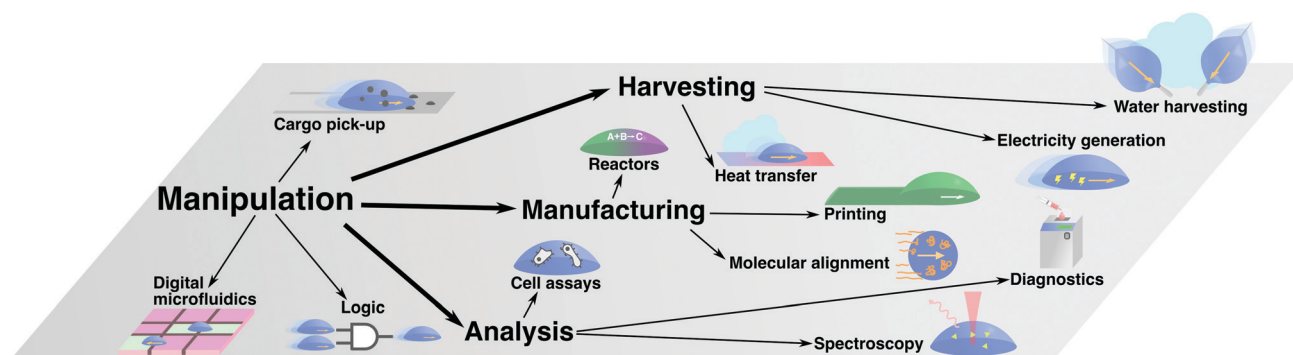 Harvesting
Water harvesting
Cargo pick-up
A+B→C
Reactors
Electricity generation
Heat transfer
Manipulation
Manufacturing
Printing
Molecular alignment
Cell assays
Diagnostics
Digital
microfluidics
Logic
Analysis
Spectroscopy